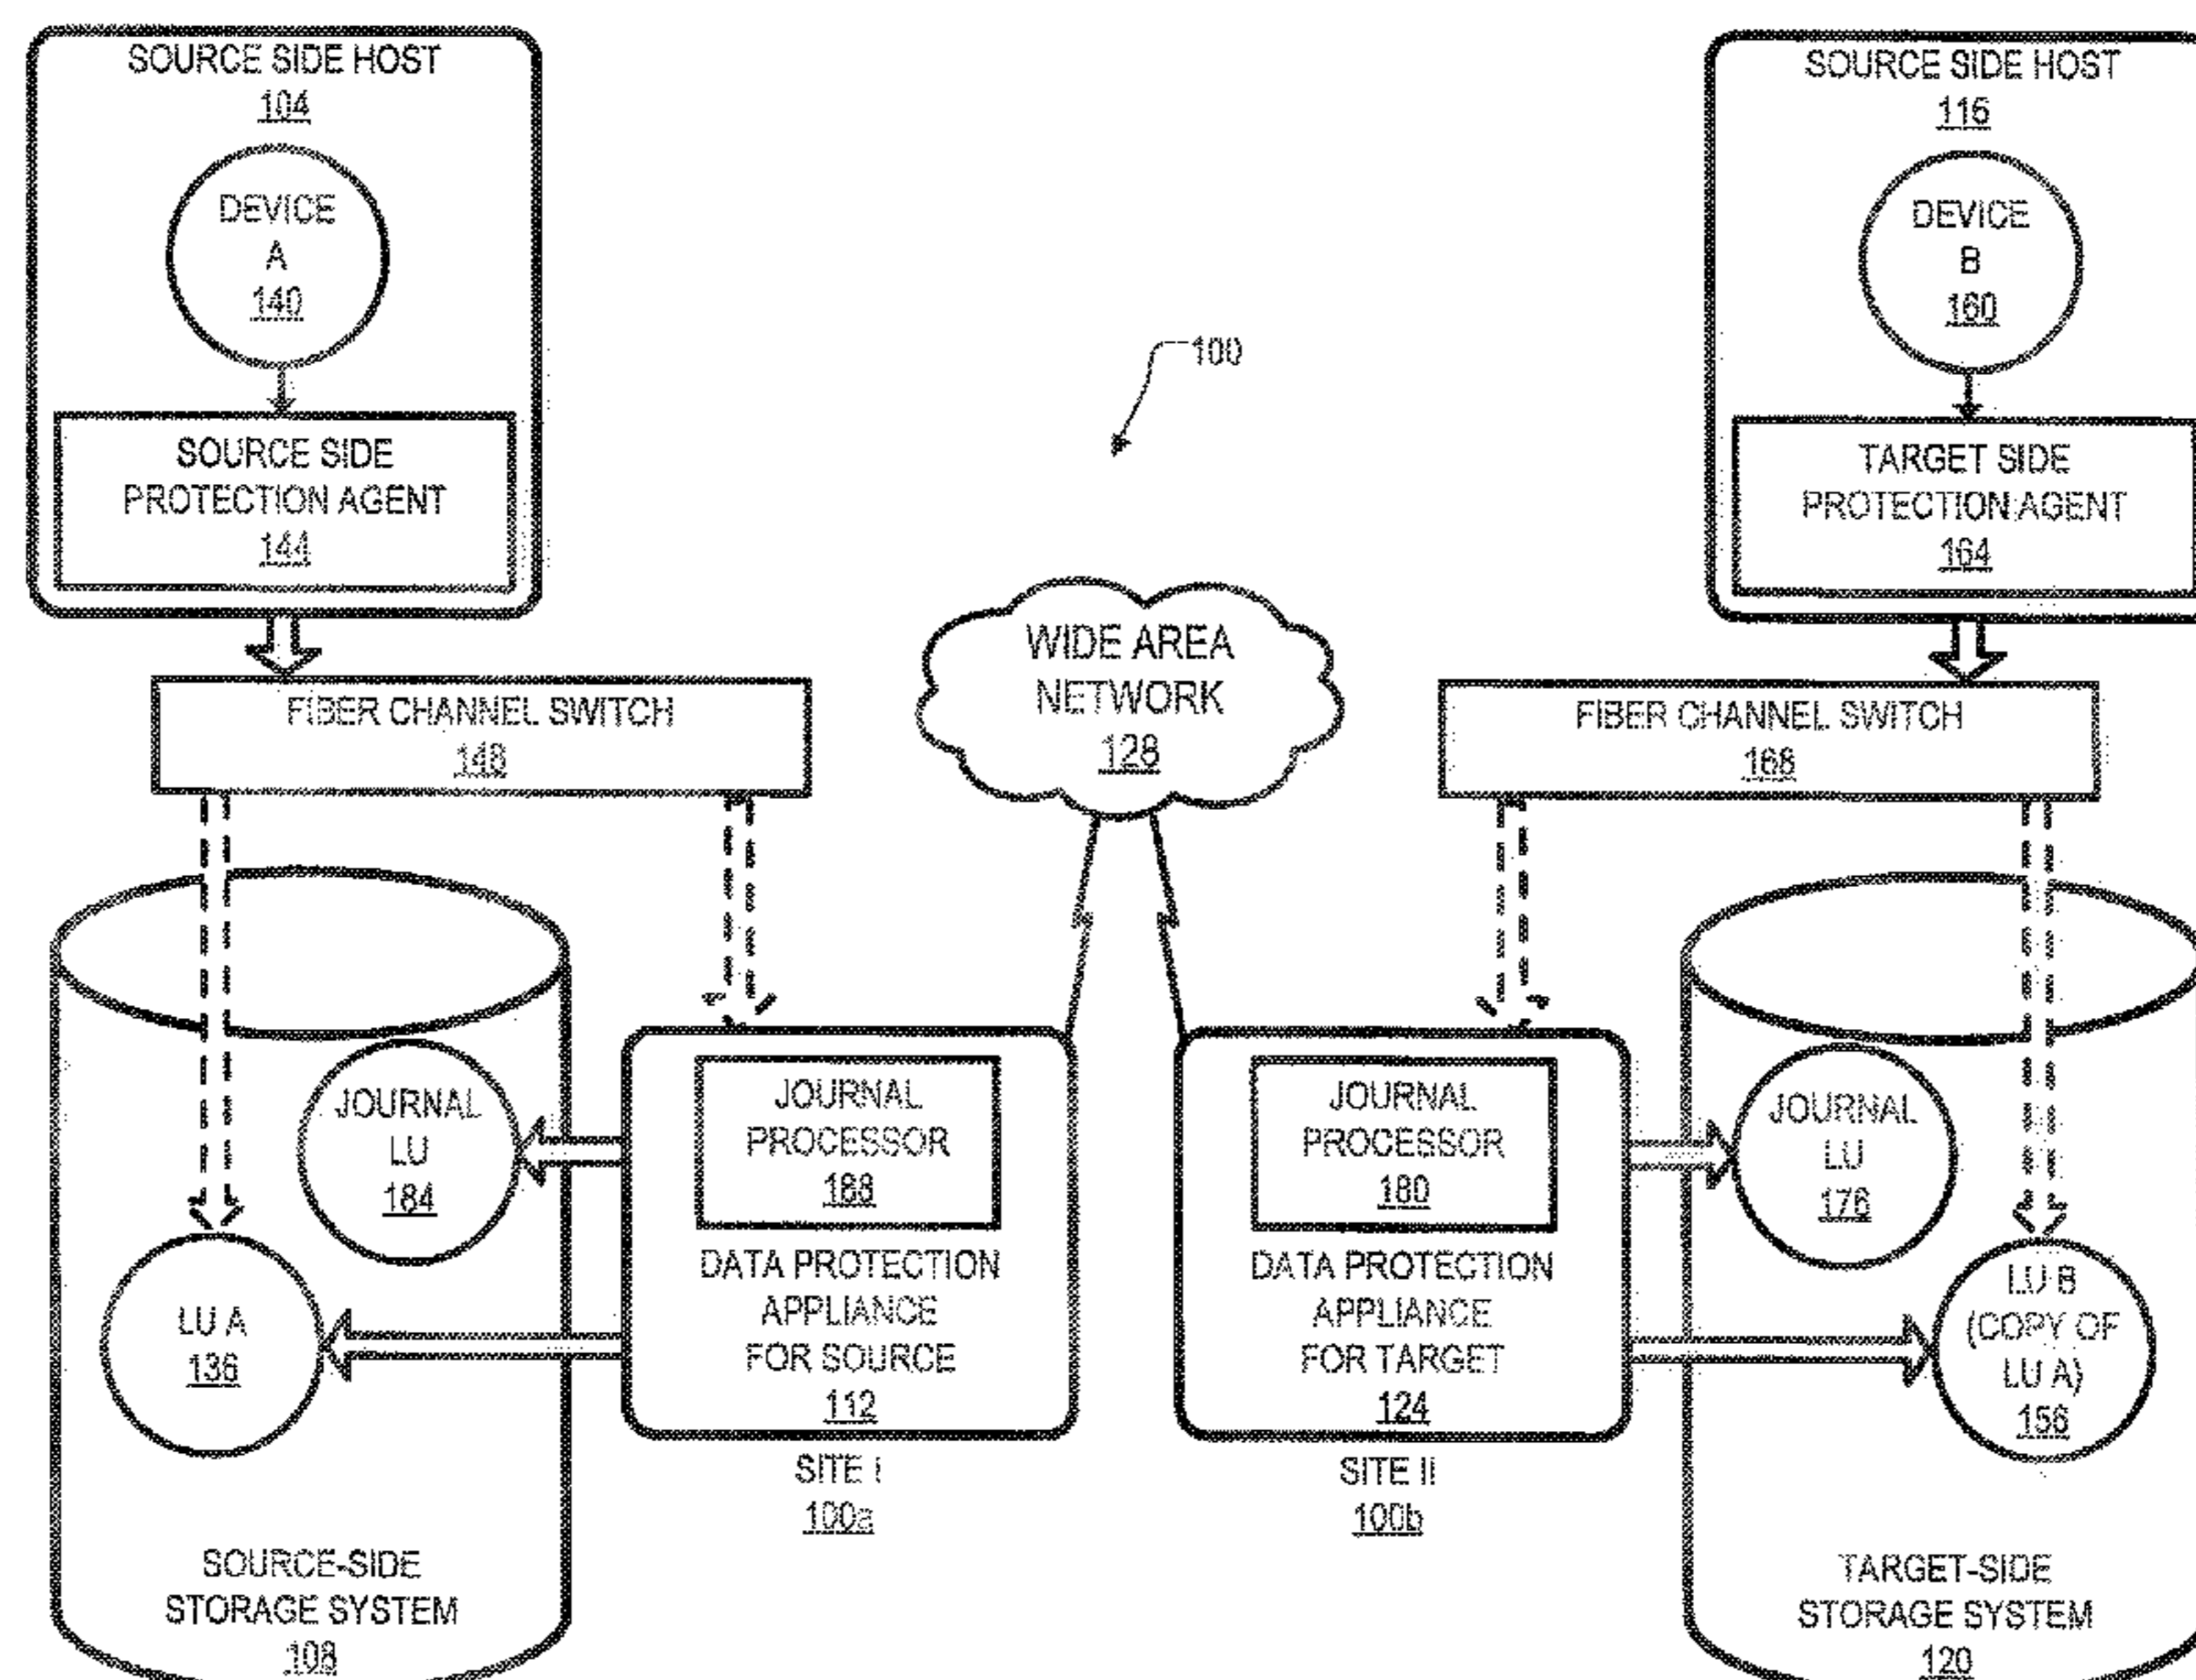 SOURCE SIDE HOST
104
DEVICE
A
140
SOURCE SIDE
PROTECTION AGENT
144
FIBER CHANNEL SWITCH
148
JOURNAL
LU
184
LU A
136
SOURCE-SIDE
STORAGE SYSTEM
108
JOURNAL
PROCESSOR
188
DATA PROTECTION
APPLIANCE
FOR SOURCE
112
SITE I
100a
100
WIDE AREA
NETWORK
128
SOURCE SIDE HOST
116
DEVICE
B
160
TARGET SIDE
PROTECTION AGENT
164
FIBER CHANNEL SWITCH
168
JOURNAL
PROCESSOR
180
DATA PROTECTION
APPLIANCE
FOR TARGET
124
SITE II
100b
JOURNAL
LU
176
LU B
(COPY OF
LU A)
156
TARGET-SIDE
STORAGE SYSTEM
120